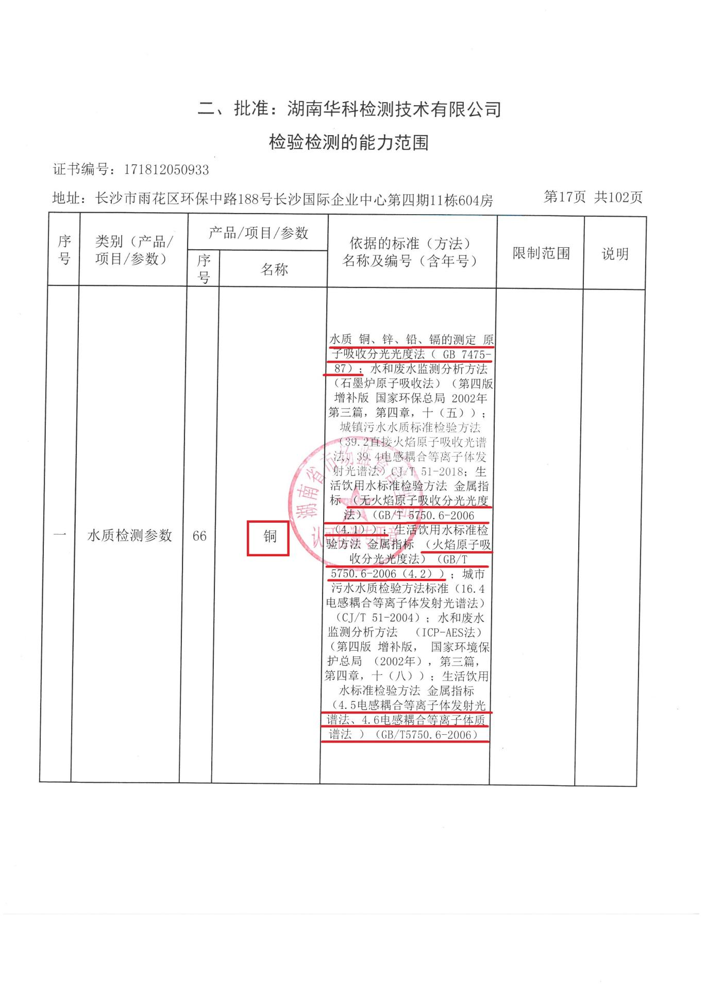 二、批准：湖南华科检测技术有限公司
检验检测的能力范围
证书编号：171812050933
地址：长沙市雨花区环保中路188号长沙国际企业中心第四期11栋604房
第17页 共102页
序号
类别（产品/
项目/参数）
产品/项目/参数
序号
名称
依据的标准（方法）
名称及编号（含年号）
限制范围
说明
一
水质检测参数
66
铜
水质 铜、锌、铅、镉的测定 原
子吸收分光光度法（ GB 7475-
87）；水和废水监测分析方法
（石墨炉原子吸收法）（第四版
增补版 国家环保总局 2002年
第三篇，第四章，十（五））；
城镇污水水质标准检验方法
（39.2直接火焰原子吸收光谱
法、39.4电感耦合等离子体发
射光谱法）CJ/T 51-2018；生
活饮用水标准检验方法 金属指
标 （无火焰原子吸收分光光度
法）（GB/T 5750.6-2006
（4.1））；生活饮用水标准检
验方法 金属指标 （火焰原子吸
收分光光度法）（GB/T
5750.6-2006（4.2））；城市
污水水质检验方法标准（16.4
电感耦合等离子体发射光谱法）
（CJ/T 51-2004）；水和废水
监测分析方法 （ICP-AES法）
（第四版 增补版， 国家环境保
护总局 （2002年），第三篇，
第四章，十（八））；生活饮用
水标准检验方法 金属指标
（4.5电感耦合等离子体发射光
谱法、4.6电感耦合等离子体质
谱法 ）（GB/T5750.6-2006）
湖南省市场监督管理局
认可检测专用章